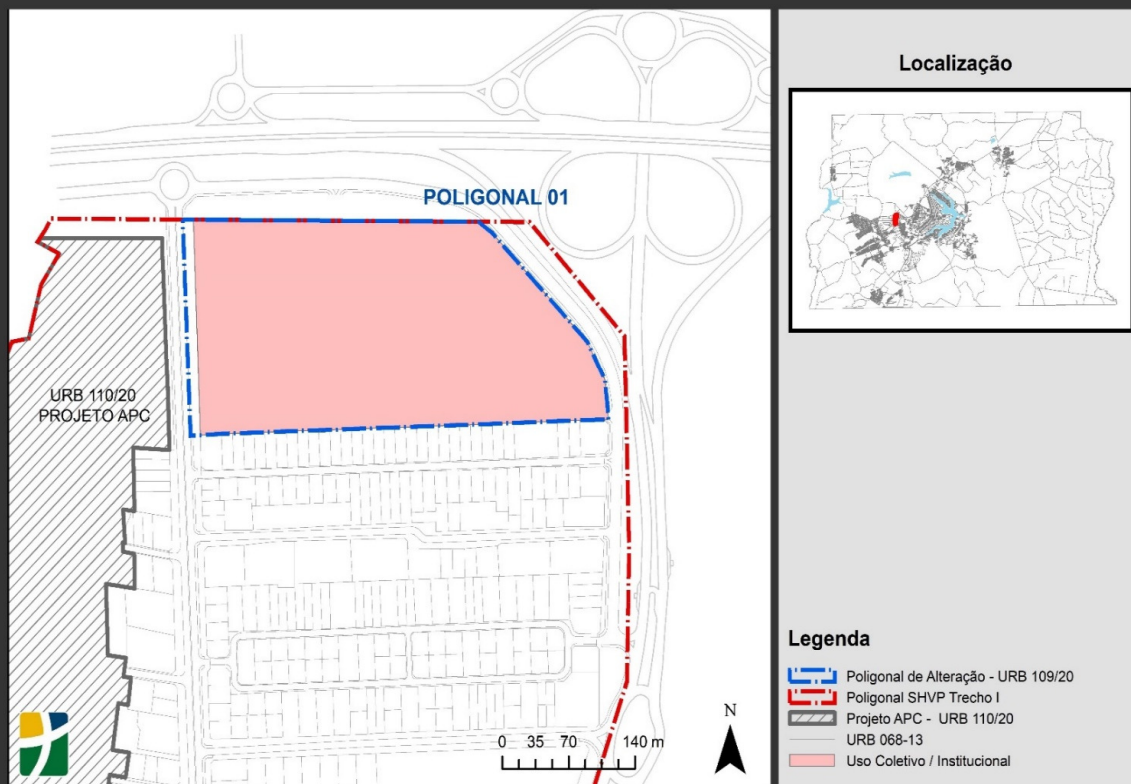 POLIGONAL 01
URB 110/20
PROJETO APC
0 35 70 140 m
N
Localização
Legenda
Poligonal de Alteração - URB 109/20
Poligonal SHVP Trecho I
Projeto APC - URB 110/20
URB 068-13
Uso Coletivo / Institucional